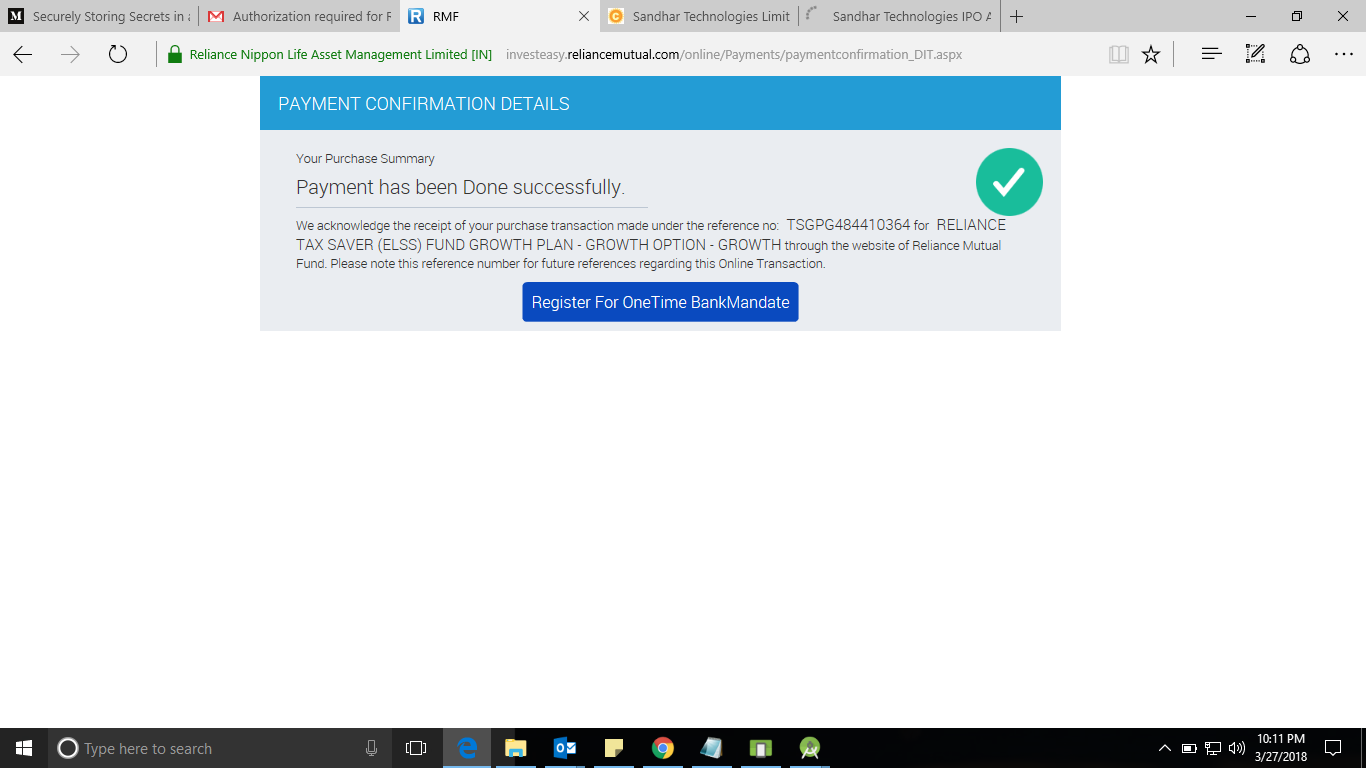 Securely Storing Secrets in a
Authorization required for F
RMF
Sandhar Technologies Limit
Sandhar Technologies IPO A
Reliance Nippon Life Asset Management Limited [IN]
investeasy.reliancemutual.com/online/Payments/paymentconfirmation_DIT.aspx
PAYMENT CONFIRMATION DETAILS
Your Purchase Summary
Payment has been Done successfully.
We acknowledge the receipt of your purchase transaction made under the reference no: TSGPG484410364 for RELIANCE
TAX SAVER (ELSS) FUND GROWTH PLAN - GROWTH OPTION - GROWTH through the website of Reliance Mutual
Fund. Please note this reference number for future references regarding this Online Transaction.
Register For OneTime BankMandate
Type here to search
10:11 PM
3/27/2018